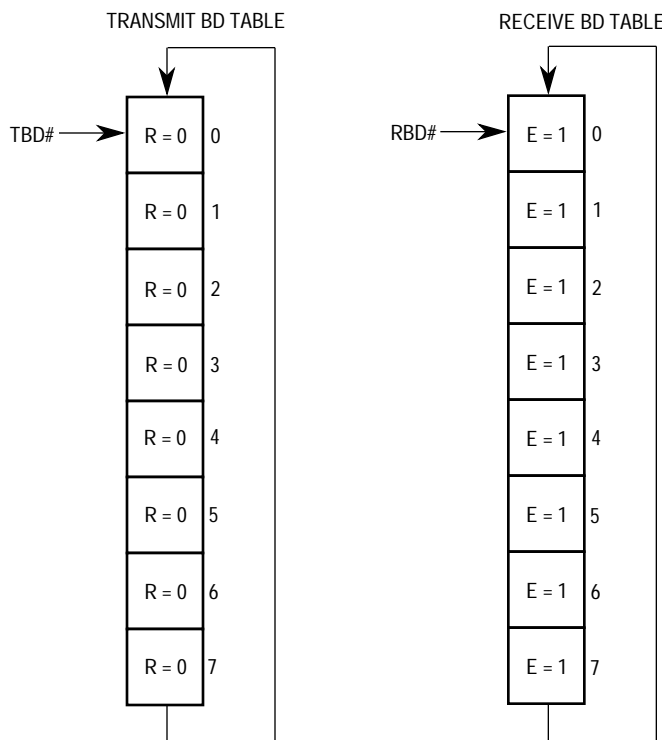 TRANSMIT BD TABLE
TBD#
R = 0 0
R = 0 1
R = 0 2
R = 0 3
R = 0 4
R = 0 5
R = 0 6
R = 0 7
RECEIVE BD TABLE
RBD#
E = 1 0
E = 1 1
E = 1 2
E = 1 3
E = 1 4
E = 1 5
E = 1 6
E = 1 7